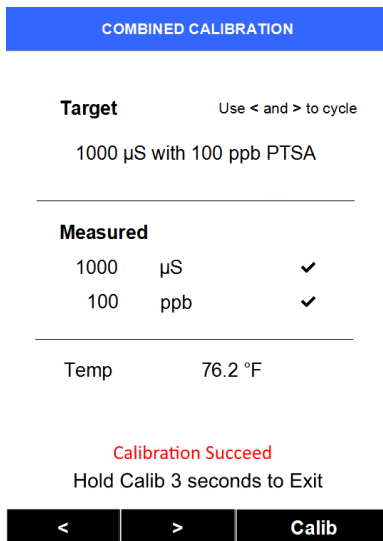 COMBINED CALIBRATION
Target Use < and > to cycle
1000 µS with 100 ppb PTSA
Measured
1000 µS ✓
100 ppb ✓
Temp 76.2 °F
Calibration Succeed
Hold Calib 3 seconds to Exit
< > Calib